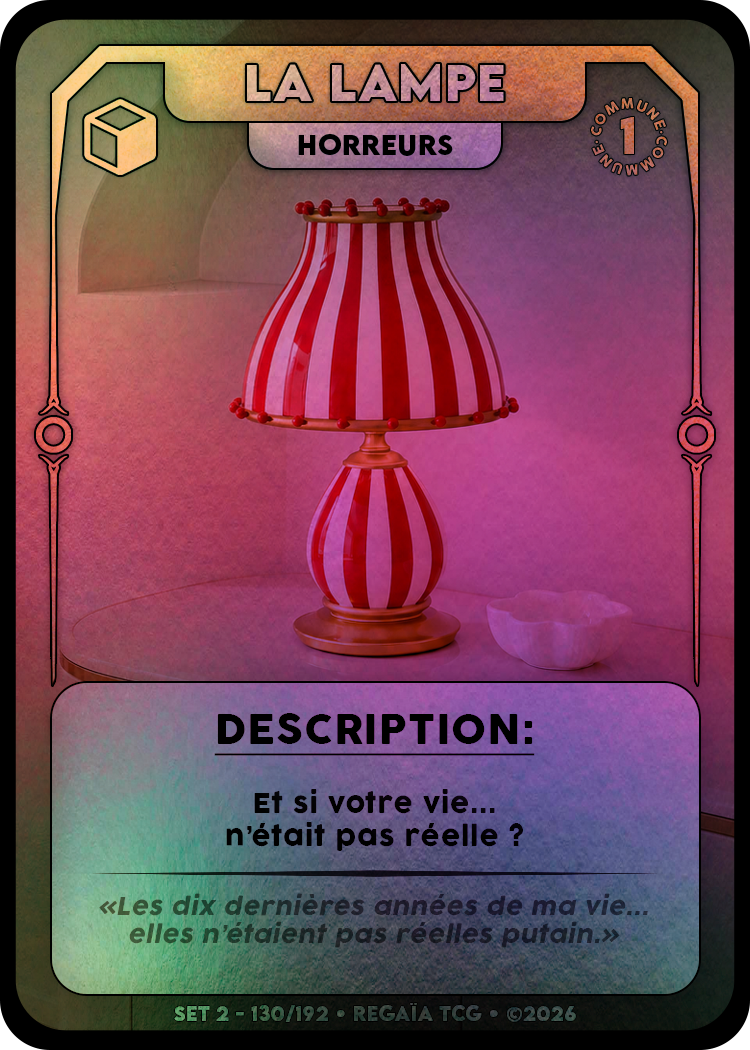 LA LAMPE
HORREURS
COMMUNE • COMMUNE •
1
DESCRIPTION:
Et si votre vie...
n'était pas réelle ?
«Les dix dernières années de ma vie...
elles n'étaient pas réelles putain.»
SET 2 - 130/192 • REGAÏA TCG • ©2026